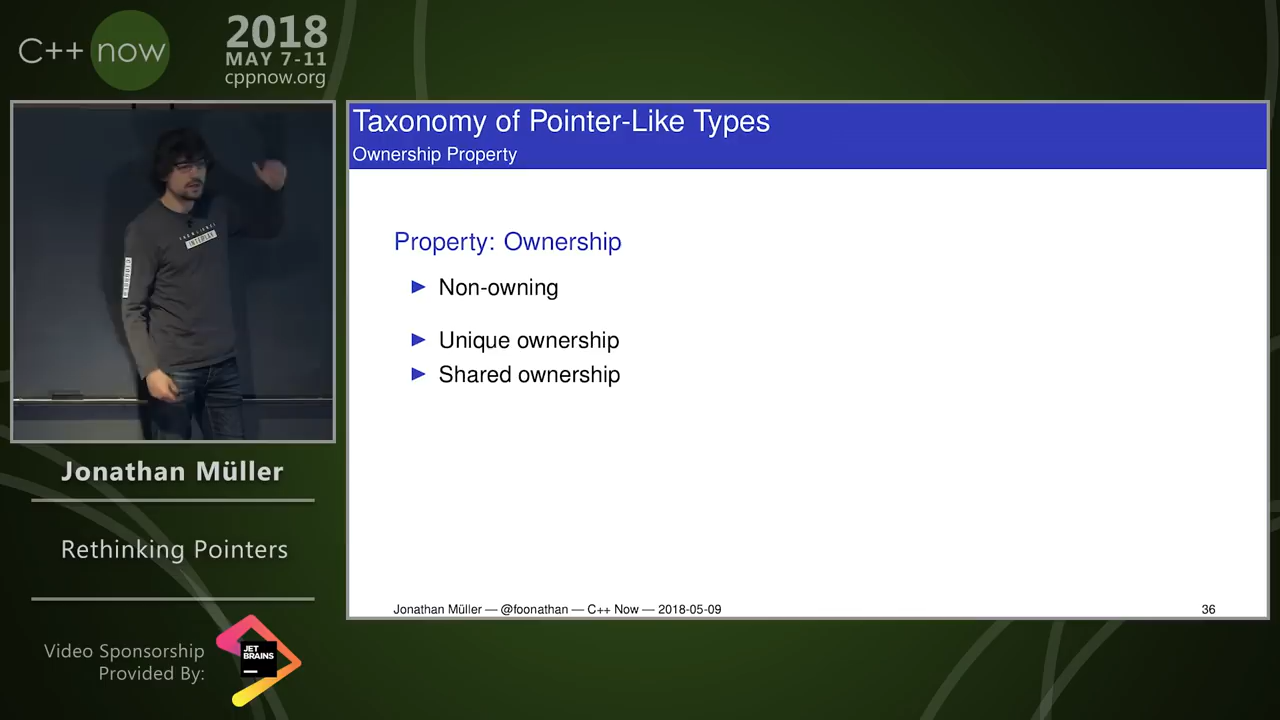 C++ now
2018
MAY 7-11
cppnow.org
Taxonomy of Pointer-Like Types
Ownership Property
Property: Ownership
Non-owning
Unique ownership
Shared ownership
Jonathan Müller — @foonathan — C++ Now — 2018-05-09
36
Jonathan Müller
Rethinking Pointers
Video Sponsorship
Provided By:
JET
BRAINS